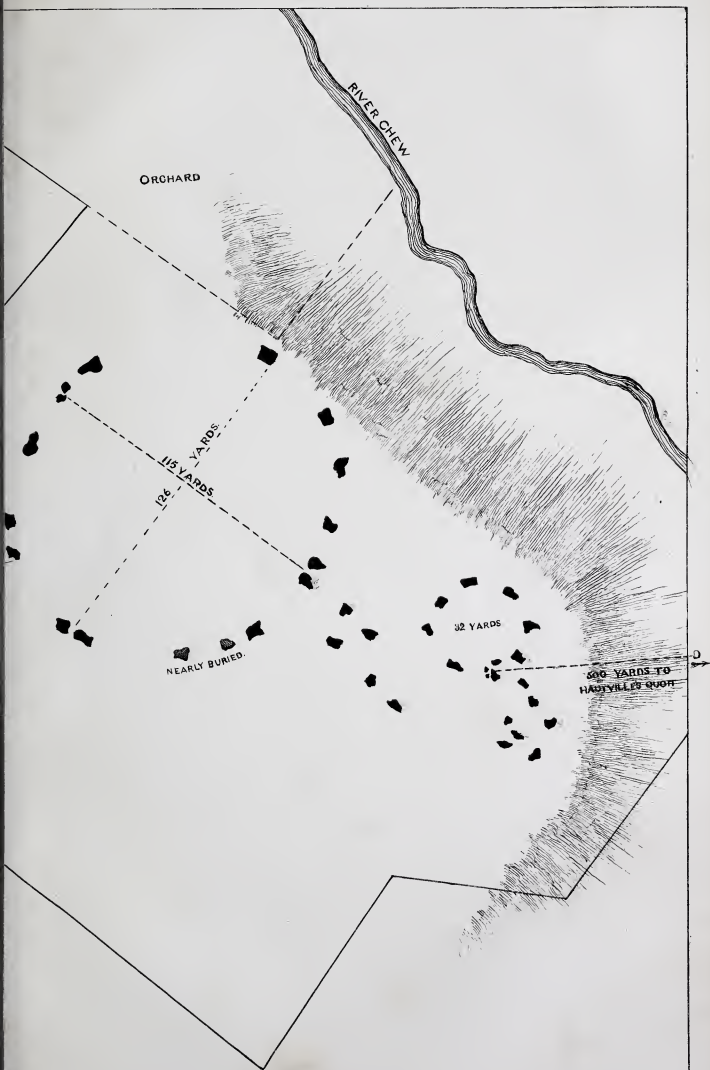 RIVER CHEW
ORCHARD
115 YARDS.
126 YARDS.
32 YARDS
NEARLY BURIED.
D
500 YARDS TO
HAUTVILLE'S QUOIT